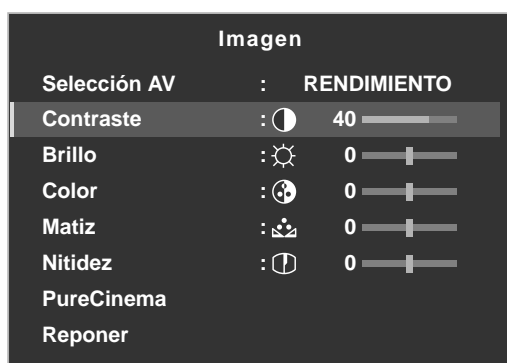 Imagen
Selección AV : RENDIMIENTO
Contraste : 40
Brillo : 0
Color : 0
Matiz : 0
Nitidez : 0
PureCinema
Reponer